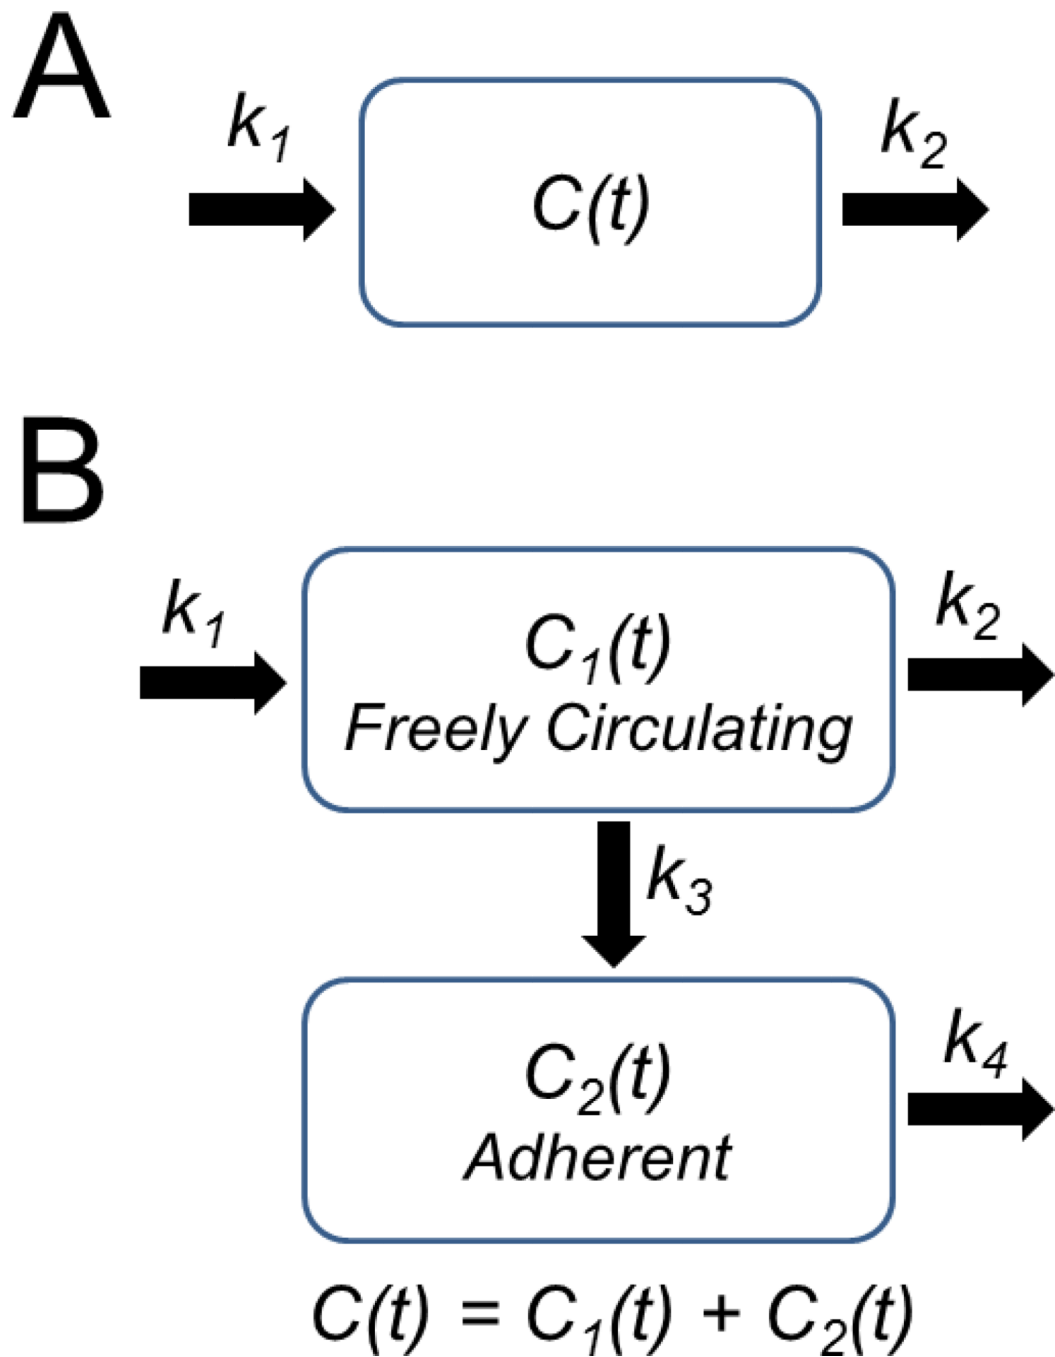 A
k₁
C(t)
k₂
B
k₁
C₁(t)
Freely Circulating
k₂
k₃
C₂(t)
Adherent
k₄
C(t) = C₁(t) + C₂(t)